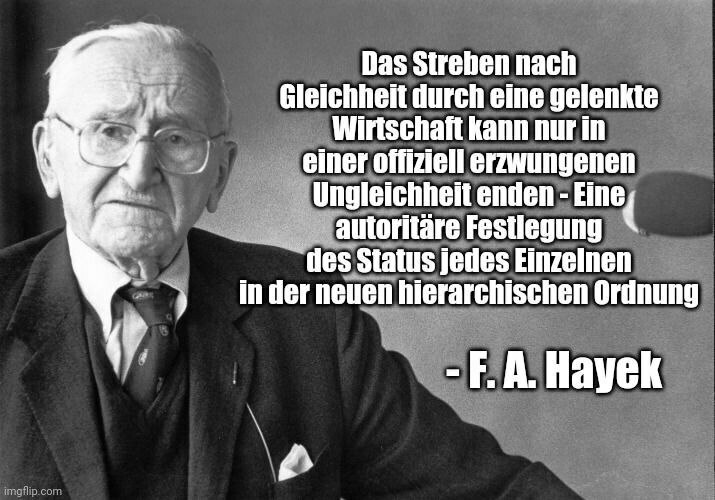 Das Streben nach
Gleichheit durch eine gelenkte
Wirtschaft kann nur in
einer offiziell erzwungenen
Ungleichheit enden - Eine
autoritäre Festlegung
des Status jedes Einzelnen
in der neuen hierarchischen Ordnung
- F. A. Hayek
imgflip.com